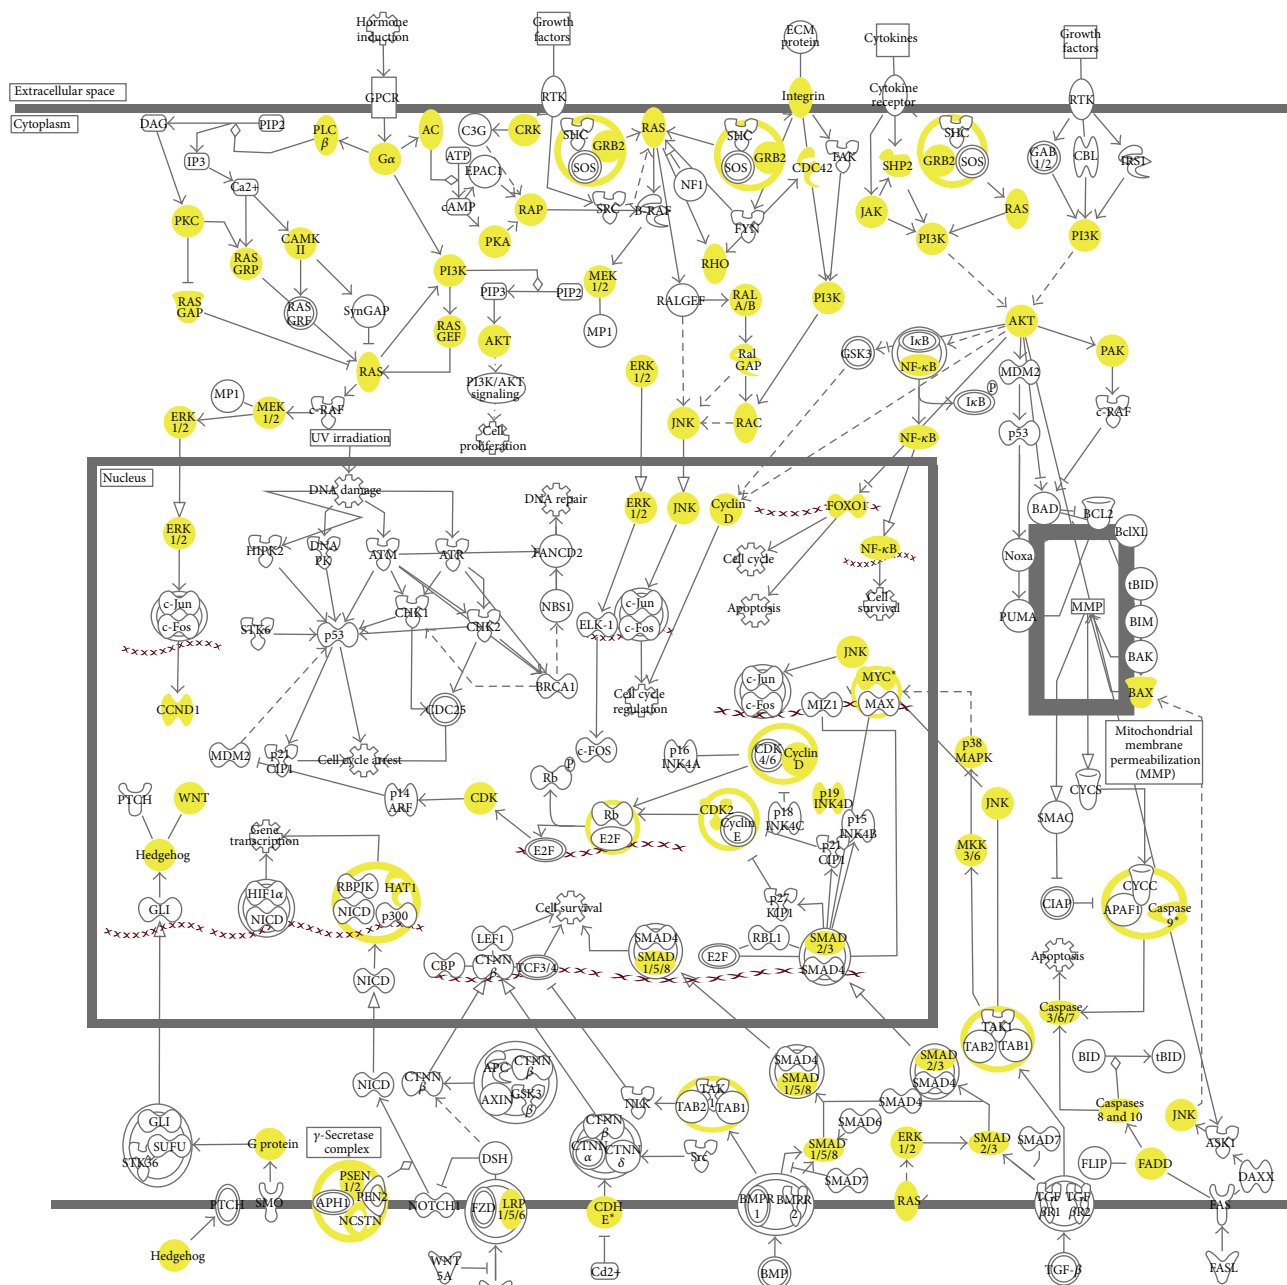 Hormone
induction
Growth
factors
ECM
protein
Cytokines
Growth
factors
Extracellular space
Cytoplasm
GPCR
RTK
Integrin
Cytokine
receptor
RTK
DAG
PIP2
PLC
β
AC
C3G
CRK
SHC
GRB2
SOS
RAS
SHC
GRB2
SOS
CDC42
FAK
SHP2
SHC
GRB2
SOS
GAB
1/2
CBL
IRS1
IP3
Gα
ATP
EPAC1
Ca2+
cAMP
NF1
PKC
CAMK
II
RAP
SRC
B-RAF
FYN
JAK
RAS
PKA
PI3K
PI3K
RAS
GRP
RHO
PI3K
MEK
1/2
RAS
GAP
RAS
GRF
SynGAP
PIP3
PIP2
RALGEF
RAL
A/B
PI3K
RAS
GEF
MP1
AKT
AKT
GSK3
IκB
NF-κB
PAK
Ral
GAP
RAS
ERK
1/2
MDM2
PI3K/AKT
signaling
MP1
MEK
1/2
c-RAF
IκB
P
c-RAF
ERK
1/2
JNK
RAC
NF-κB
p53
UV irradiation
Cell
proliferation
Nucleus
DNA damage
DNA repair
ERK
1/2
JNK
Cyclin
D
FOXO1
BAD
BCL2
BclXL
ERK
1/2
HIPK2
DNA
PK
ATM
ATR
FANCD2
NF-κB
Cell cycle
Noxa
tBID
c-Jun
c-Fos
CHK1
NBS1
c-Jun
c-Fos
ELK-1
Apoptosis
Cell
survival
MMP
PUMA
BIM
STK6
p53
CHK2
BAK
JNK
c-Jun
c-Fos
MYC*
MAX
MIZ1
BRCA1
Cell cycle
regulation
BAX
CCND1
CDC25
MDM2
p21
CIP1
Cell cycle arrest
c-FOS
p16
INK4A
CDK
4/6
Cyclin
D
p38
MAPK
Mitochondrial
membrane
permeabilization
(MMP)
Rb
P
PTCH
WNT
p14
ARF
CDK
Rb
E2F
CDK2
Cyclin
E
p19
INK4D
p18
INK4C
p15
INK4B
JNK
CYCS
SMAC
Gene
transcription
Hedgehog
E2F
p21
CIP1
MKK
3/6
HIF1α
NICD
RBPJK
HAT1
NICD
p300
GLI
p27
KIP1
CIAP
CYCC
APAF1
Caspase
9*
Cell survival
LEF1
CBP
CTNN
β
TCF3/4
SMAD4
SMAD
1/5/8
RBL1
E2F
SMAD
2/3
SMAD4
NICD
Apoptosis
Caspase
3/6/7
TAK1
TAB2
TAB1
NICD
CTNN
β
APC
CTNN
β
AXIN
GSK3
β
SMAD4
SMAD
1/5/8
SMAD
2/3
SMAD4
BID
tBID
NLK
TAK
TAB2
TAB1
SMAD4
Caspases
8 and 10
JNK
GLI
SUFU
STK36
G protein
γ-Secretase
complex
CTNN
β
CTNN
α
CTNN
δ
Src
SMAD6
SMAD
1/5/8
ERK
1/2
SMAD
2/3
SMAD7
ASK1
DSH
FLIP
FADD
DAXX
PTCH
SMO
PSEN
1/2
APH1
PEN2
NCSTN
NOTCH1
FZD
LRP
1/5/6
CDH
E*
BMPR
1
BMPR
2
SMAD7
RAS
TGF
βR1
TGF
βR2
FAS
Hedgehog
WNT
5A
Cd2+
BMP
TGF-β
FASL